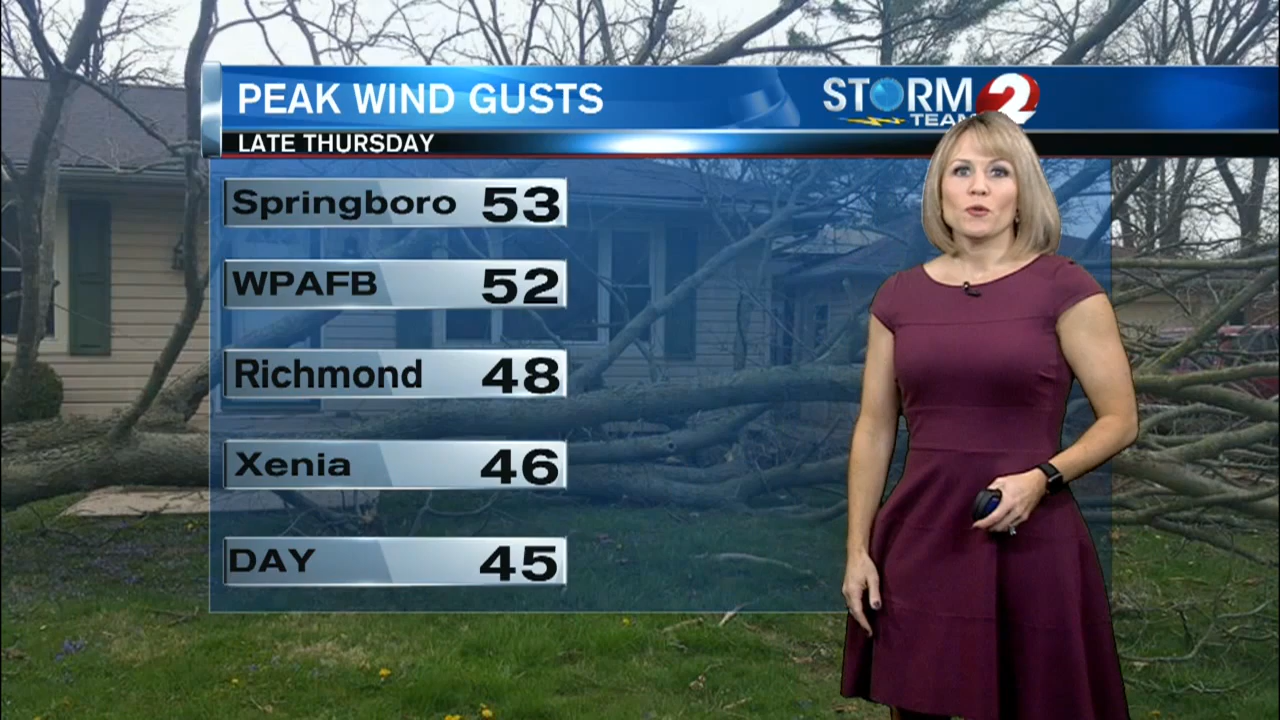 PEAK WIND GUSTS
STORM
TEAM 2
LATE THURSDAY
Springboro 53
WPAFB 52
Richmond 48
Xenia 46
DAY 45